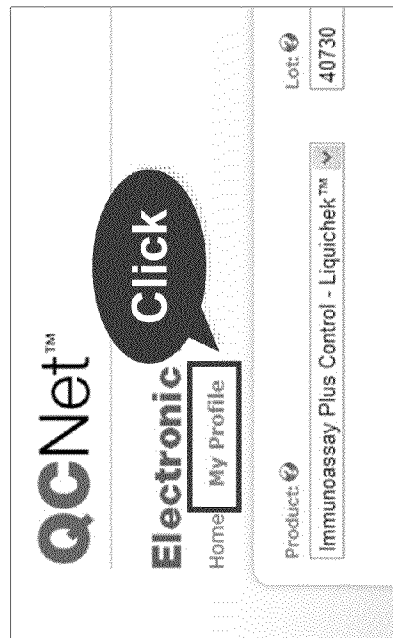 QCNet™
Click
Electronic
Home My Profile
Product: Lot:
Immunoassay Plus Control - Liquichek™ 40730